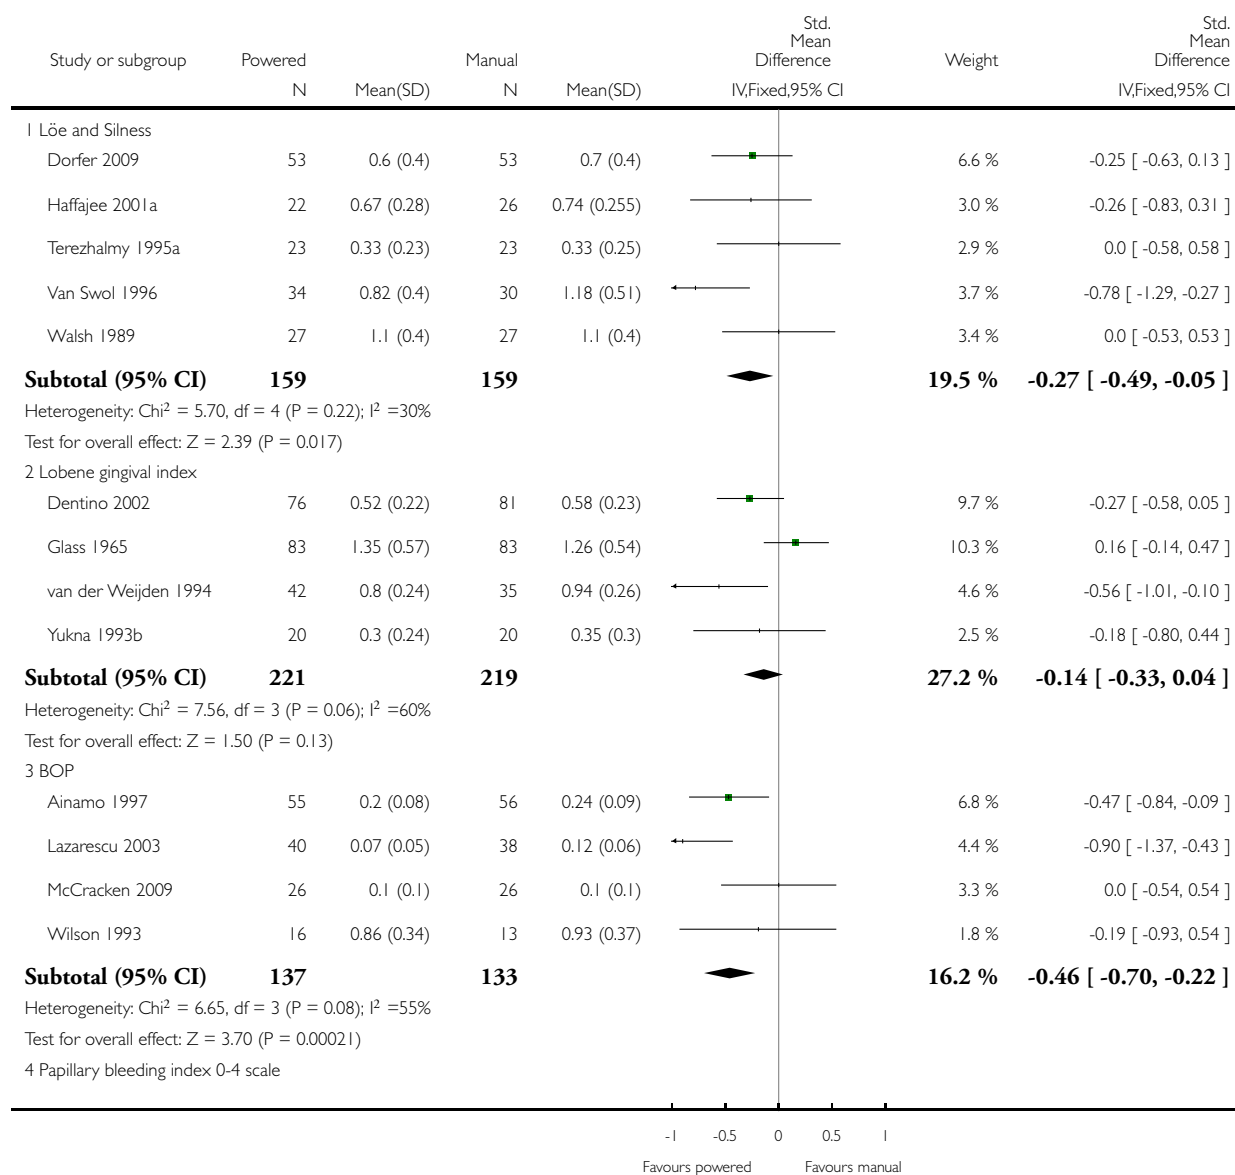 Std. Mean Difference Std. Mean Difference
Study or subgroup Powered Manual Weight
N Mean(SD) N Mean(SD) IV,Fixed,95% CI IV,Fixed,95% CI
1 Löe and Silness
Dorfer 2009 53 0.6 (0.4) 53 0.7 (0.4) 6.6 % -0.25 [ -0.63, 0.13 ]
Haffajee 2001a 22 0.67 (0.28) 26 0.74 (0.255) 3.0 % -0.26 [ -0.83, 0.31 ]
Terezhalmy 1995a 23 0.33 (0.23) 23 0.33 (0.25) 2.9 % 0.0 [ -0.58, 0.58 ]
Van Swol 1996 34 0.82 (0.4) 30 1.18 (0.51) 3.7 % -0.78 [ -1.29, -0.27 ]
Walsh 1989 27 1.1 (0.4) 27 1.1 (0.4) 3.4 % 0.0 [ -0.53, 0.53 ]
Subtotal (95% CI) 159 159 19.5 % -0.27 [ -0.49, -0.05 ]
Heterogeneity: Chi² = 5.70, df = 4 (P = 0.22); I² =30%
Test for overall effect: Z = 2.39 (P = 0.017)
2 Lobene gingival index
Dentino 2002 76 0.52 (0.22) 81 0.58 (0.23) 9.7 % -0.27 [ -0.58, 0.05 ]
Glass 1965 83 1.35 (0.57) 83 1.26 (0.54) 10.3 % 0.16 [ -0.14, 0.47 ]
van der Weijden 1994 42 0.8 (0.24) 35 0.94 (0.26) 4.6 % -0.56 [ -1.01, -0.10 ]
Yukna 1993b 20 0.3 (0.24) 20 0.35 (0.3) 2.5 % -0.18 [ -0.80, 0.44 ]
Subtotal (95% CI) 221 219 27.2 % -0.14 [ -0.33, 0.04 ]
Heterogeneity: Chi² = 7.56, df = 3 (P = 0.06); I² =60%
Test for overall effect: Z = 1.50 (P = 0.13)
3 BOP
Ainamo 1997 55 0.2 (0.08) 56 0.24 (0.09) 6.8 % -0.47 [ -0.84, -0.09 ]
Lazarescu 2003 40 0.07 (0.05) 38 0.12 (0.06) 4.4 % -0.90 [ -1.37, -0.43 ]
McCracken 2009 26 0.1 (0.1) 26 0.1 (0.1) 3.3 % 0.0 [ -0.54, 0.54 ]
Wilson 1993 16 0.86 (0.34) 13 0.93 (0.37) 1.8 % -0.19 [ -0.93, 0.54 ]
Subtotal (95% CI) 137 133 16.2 % -0.46 [ -0.70, -0.22 ]
Heterogeneity: Chi² = 6.65, df = 3 (P = 0.08); I² =55%
Test for overall effect: Z = 3.70 (P = 0.00021)
4 Papillary bleeding index 0-4 scale
-1 -0.5 0 0.5 1
Favours powered Favours manual